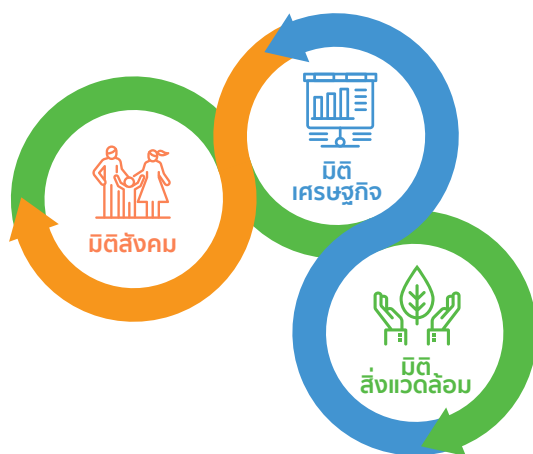 มิติ
เศรษฐกิจ
มิติสังคม
มิติ
สิ่งแวดล้อม